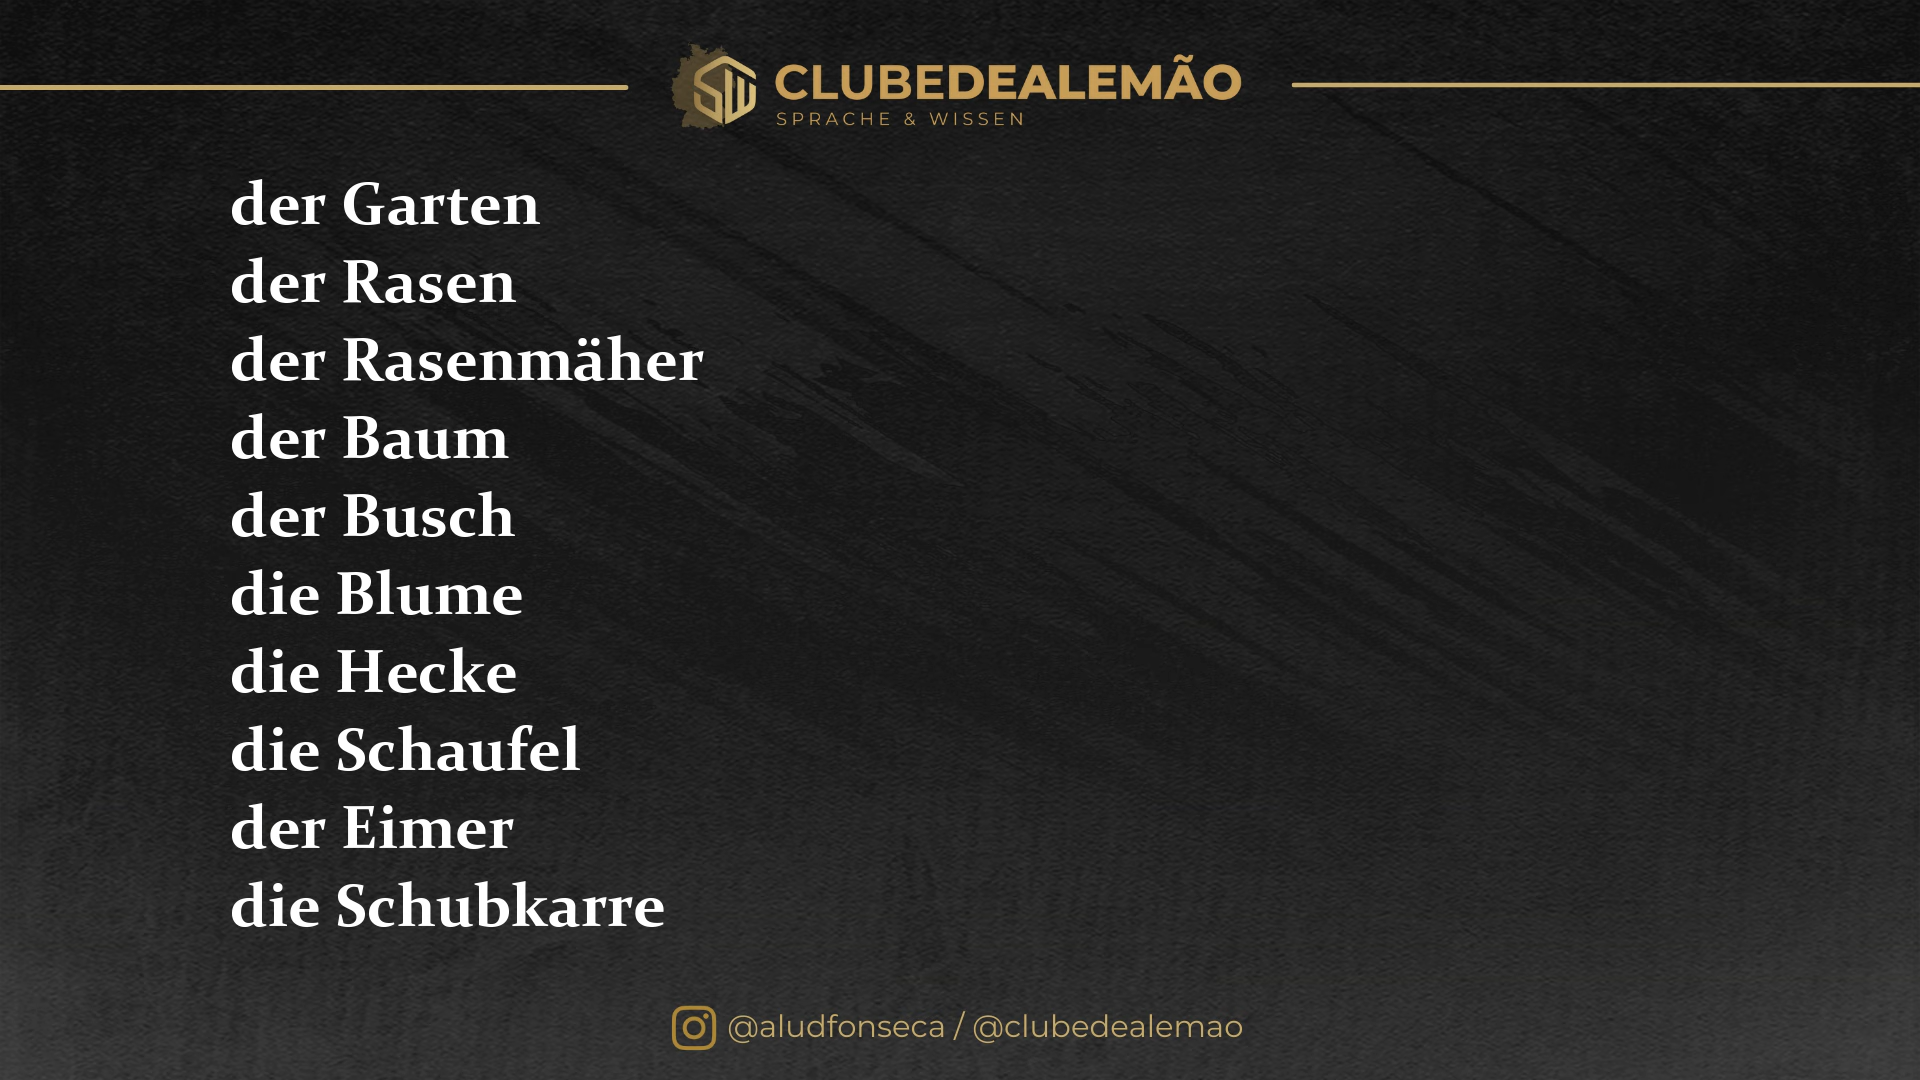 CLUBEDEALEMÃO
SPRACHE & WISSEN
der Garten
der Rasen
der Rasenmäher
der Baum
der Busch
die Blume
die Hecke
die Schaufel
der Eimer
die Schubkarre
@aludfonseca / @clubedealemao